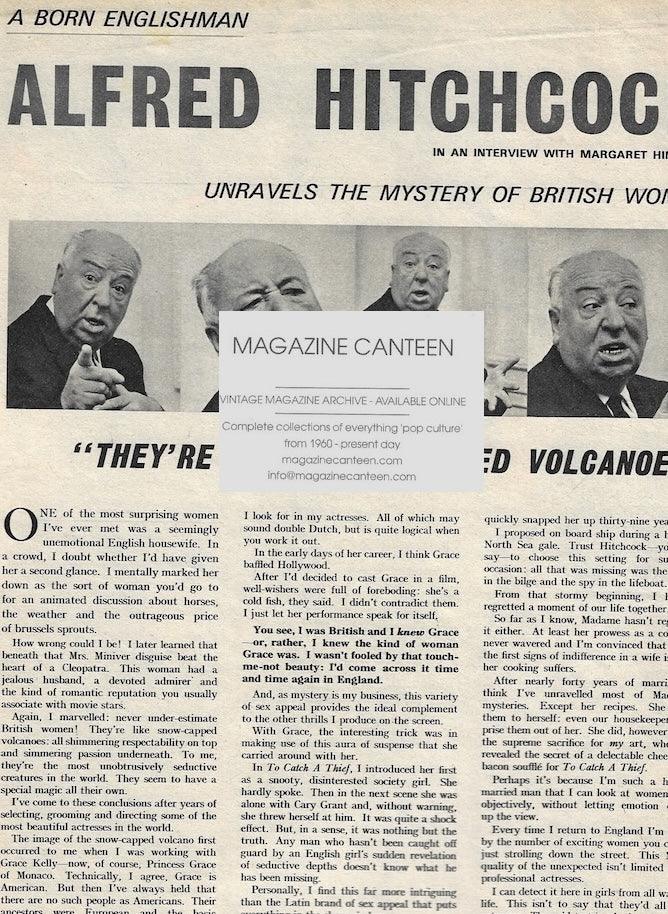 A BORN ENGLISHMAN
ALFRED HITCHCOC
IN AN INTERVIEW WITH MARGARET
UNRAVELS THE MYSTERY OF BRITISH
MAGAZINE CANTEEN
VINTAGE MAGAZINE ARCHIVE - AVAILABLE ONLINE
Complete collections of everything 'pop culture'
from 1960 - present day
magazinecanteen.com
info@magazinecanteen.com
"THEY'RE ED VOLCANOE
ONE of the most surprising women
I've ever met was a seemingly
unemotional English housewife. In
a crowd, I doubt whether I'd have given
her a second glance. I mentally marked her
down as the sort of woman you'd go to
for an animated discussion about horses,
the weather and the outrageous price
of brussels sprouts.
How wrong could I be! I later learned that
beneath that Mrs. Miniver disguise beat the
heart of a Cleopatra. This woman had a
jealous husband, a devoted admirer and
the kind of romantic reputation you usually
associate with movie stars.
Again, I marvelled: never under-estimate
British women! They're like snow-capped
volcanoes: all shimmering respectability on top
and simmering passion underneath. To me,
they're the most unobtrusively seductive
creatures in the world. They seem to have a
special magic all their own.
I've come to these conclusions after years of
selecting, grooming and directing some of the
most beautiful actresses in the world.
The image of the snow-capped volcano first
occurred to me when I was working with
Grace Kelly—now, of course, Princess Grace
of Monaco. Technically, I agree, Grace is
American. But then I've always held that
there are no such people as Americans. Their
ancestors were European and the basic
I look for in my actresses. All of which may
sound double Dutch, but is quite logical when
you work it out.
In the early days of her career, I think Grace
baffled Hollywood.
After I'd decided to cast Grace in a film,
well-wishers were full of foreboding: she's a
cold fish, they said. I didn't contradict them.
I just let her performance speak for itself.
You see, I was British and I knew Grace
—or, rather, I knew the kind of woman
Grace was. I wasn't fooled by that touch-
me-not beauty: I'd come across it time
and time again in England.
And, as mystery is my business, this variety
of sex appeal provides the ideal complement
to the other thrills I produce on the screen.
With Grace, the interesting trick was in
making use of this aura of suspense that she
carried around with her.
In To Catch A Thief, I introduced her first
as a snooty, disinterested society girl. She
hardly spoke. Then in the next scene she was
alone with Cary Grant and, without warning,
she threw herself at him. It was quite a shock
effect. But, in a sense, it was nothing but the
truth. Any man who hasn't been caught off
guard by an English girl's sudden revelation
of seductive depths doesn't know what he
has been missing.
Personally, I find this far more intriguing
than the Latin brand of sex appeal that puts
quickly snapped her up thirty-nine yea
I proposed on board ship during a
North Sea gale. Trust Hitchcock—yo
say—to choose this setting for su
occasion: all that was missing was the
in the bilge and the spy in the lifeboat.
From that stormy beginning, I h
regretted a moment of our life together
So far as I know, Madame hasn't reg
it either. At least her prowess as a co
never wavered and I'm convinced that
the first signs of indifference in a wife i
her cooking suffers.
After nearly forty years of marri
think I've unravelled most of Mad
mysteries. Except her recipes. She
them to herself: even our housekeeper
prise them out of her. She did, however
the supreme sacrifice for my art, wh
revealed the secret of a delectable chee
bacon soufflé for To Catch A Thief.
Perhaps it's because I'm such a h
married man that I can look at women
objectively, without letting emotion
up the view.
Every time I return to England I'm
by the number of exciting women you c
just strolling down the street. This
quality of the unexpected isn't limited
professional actresses.
I can detect it here in girls from all wa
life. This isn't to say that they'd all